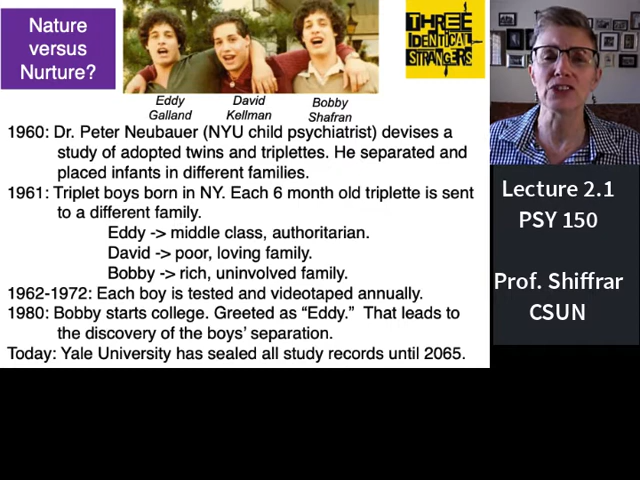 Nature
versus
Nurture?
THREE
IDENTICAL
STRANGERS
Eddy
Galland
David
Kellman
Bobby
Shafran
1960: Dr. Peter Neubauer (NYU child psychiatrist) devises a
study of adopted twins and triplettes. He separated and
placed infants in different families.
1961: Triplet boys born in NY. Each 6 month old triplette is sent
to a different family.
Eddy -> middle class, authoritarian.
David -> poor, loving family.
Bobby -> rich, uninvolved family.
1962-1972: Each boy is tested and videotaped annually.
1980: Bobby starts college. Greeted as “Eddy.” That leads to
the discovery of the boys’ separation.
Today: Yale University has sealed all study records until 2065.
Lecture 2.1
PSY 150
Prof. Shiffrar
CSUN